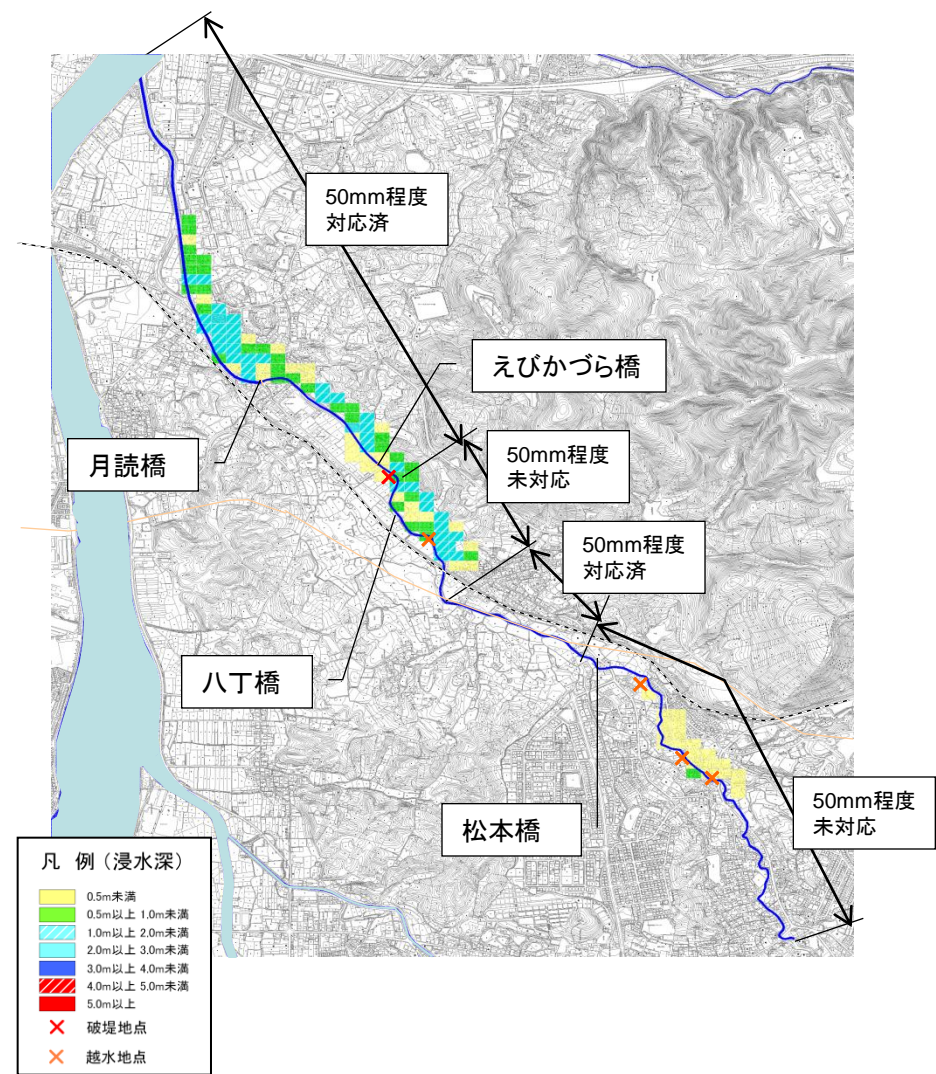 50mm程度
対応済
えびかづら橋
月読橋
50mm程度
未対応
50mm程度
対応済
八丁橋
松本橋
50mm程度
未対応
凡 例（浸水深）
0.5m未満
0.5m以上 1.0m未満
1.0m以上 2.0m未満
2.0m以上 3.0m未満
3.0m以上 4.0m未満
4.0m以上 5.0m未満
5.0m以上
破堤地点
越水地点